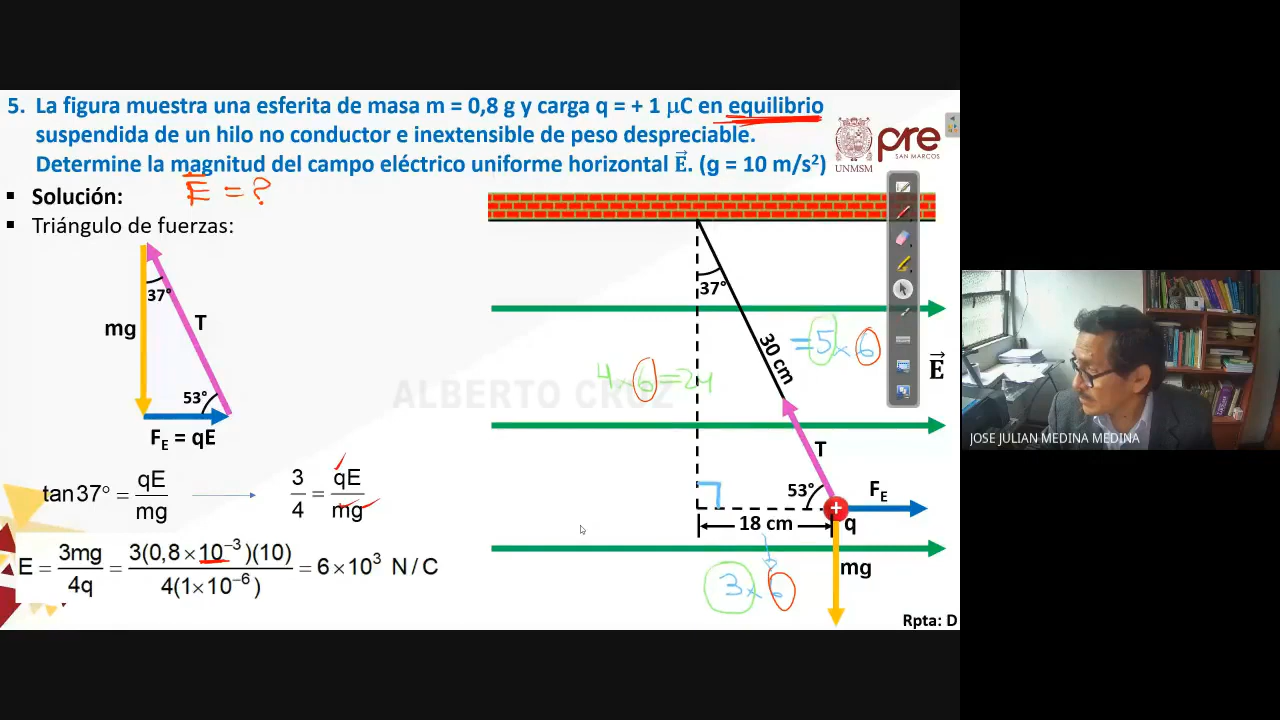 5. La figura muestra una esferita de masa m = 0,8 g y carga q = + 1 μC en equilibrio
suspendida de un hilo no conductor e inextensible de peso despreciable.
Determine la magnitud del campo eléctrico uniforme horizontal E⃗. (g = 10 m/s²)
UNMSM
pre
SAN MARCOS
▪ Solución:
E = ?
▪ Triángulo de fuerzas:
37°
mg
T
53°
F_E = qE
tan37° = qE/mg
3/4 = qE/mg
E = 3mg/4q = 3(0,8×10⁻³)(10)/4(1×10⁻⁶) = 6×10³ N/C
37°
30 cm
= 5 × 6
4 × 6 = 24
E⃗
ALBERTO CRUZ
T
53°
F_E
+
18 cm
q
mg
3 × 6
Rpta: D
JOSE JULIAN MEDINA MEDINA